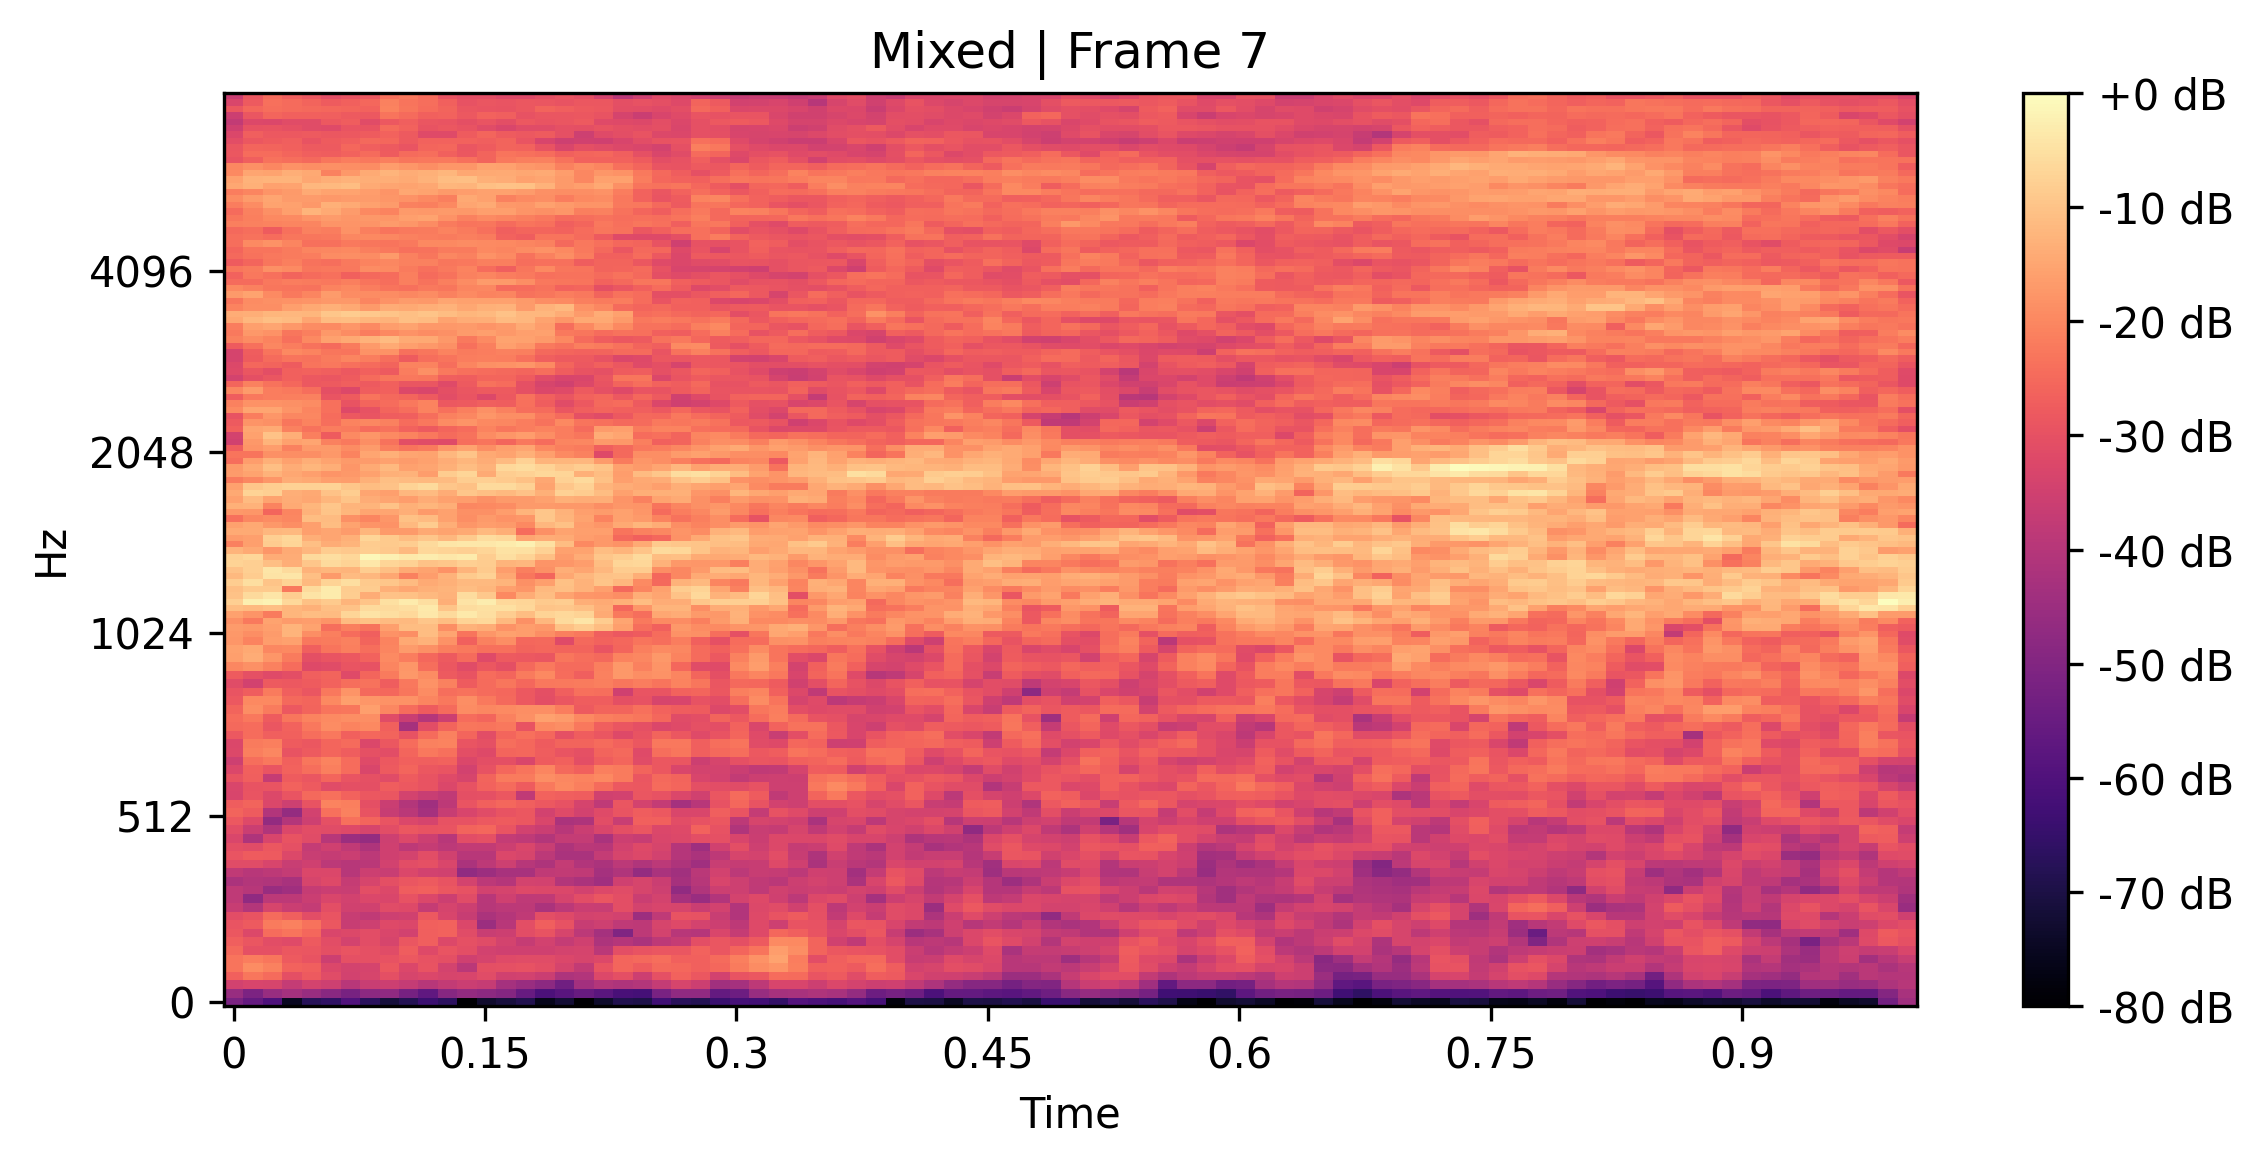 Mixed | Frame 7
Hz
4096
2048
1024
512
0
0 0.15 0.3 0.45 0.6 0.75 0.9
Time
+0 dB
-10 dB
-20 dB
-30 dB
-40 dB
-50 dB
-60 dB
-70 dB
-80 dB